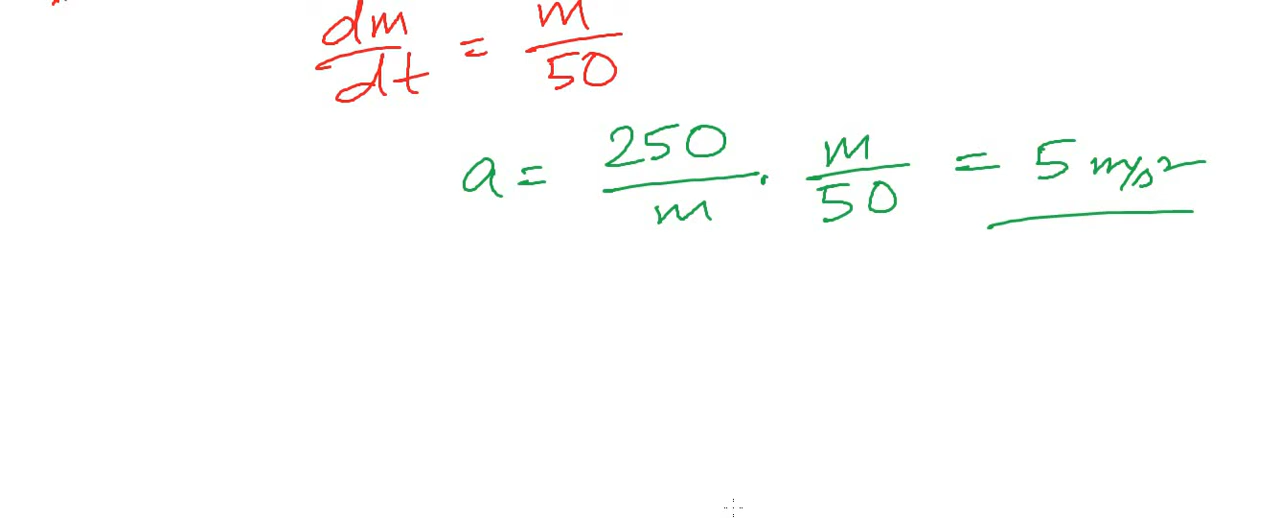 dm/dt = m/50
a = 250/m . m/50 = 5 m/s²